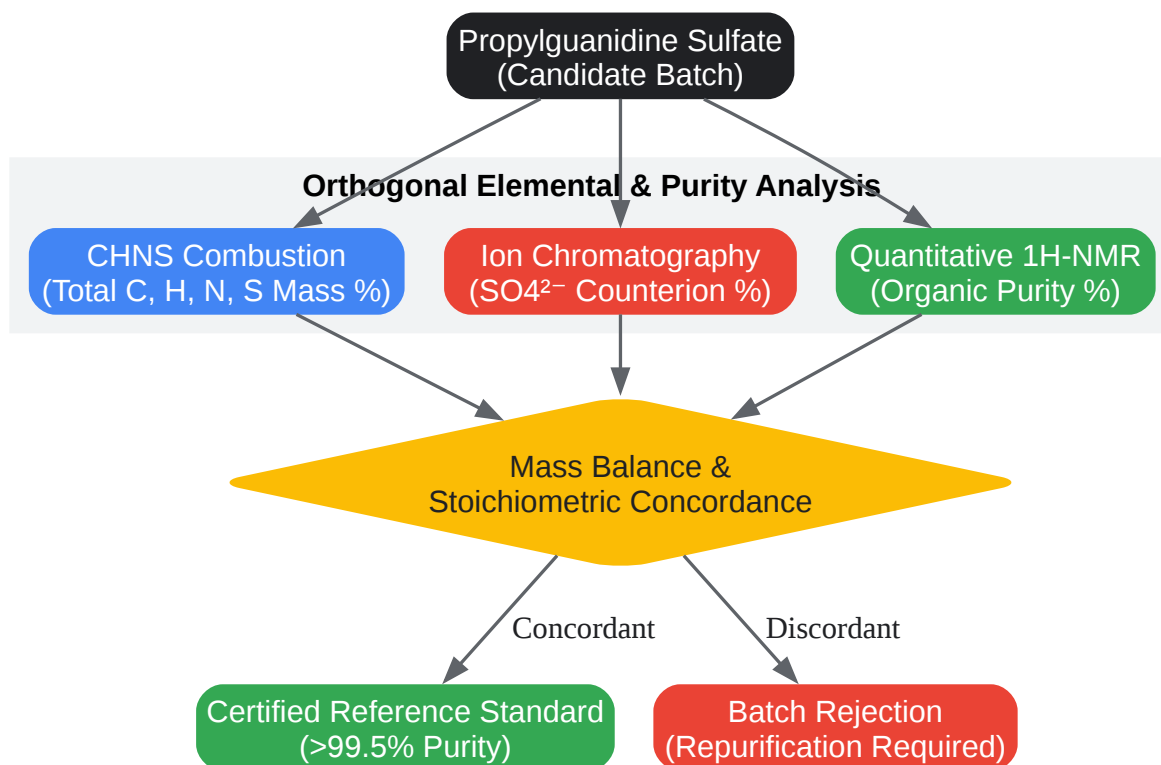 Propylguanidine Sulfate
(Candidate Batch)
Orthogonal Elemental & Purity Analysis
CHNS Combustion
(Total C, H, N, S Mass %)
Ion Chromatography
(SO4²⁻ Counterion %)
Quantitative 1H-NMR
(Organic Purity %)
Mass Balance &
Stoichiometric Concordance
Concordant
Discordant
Certified Reference Standard
(>99.5% Purity)
Batch Rejection
(Repurification Required)